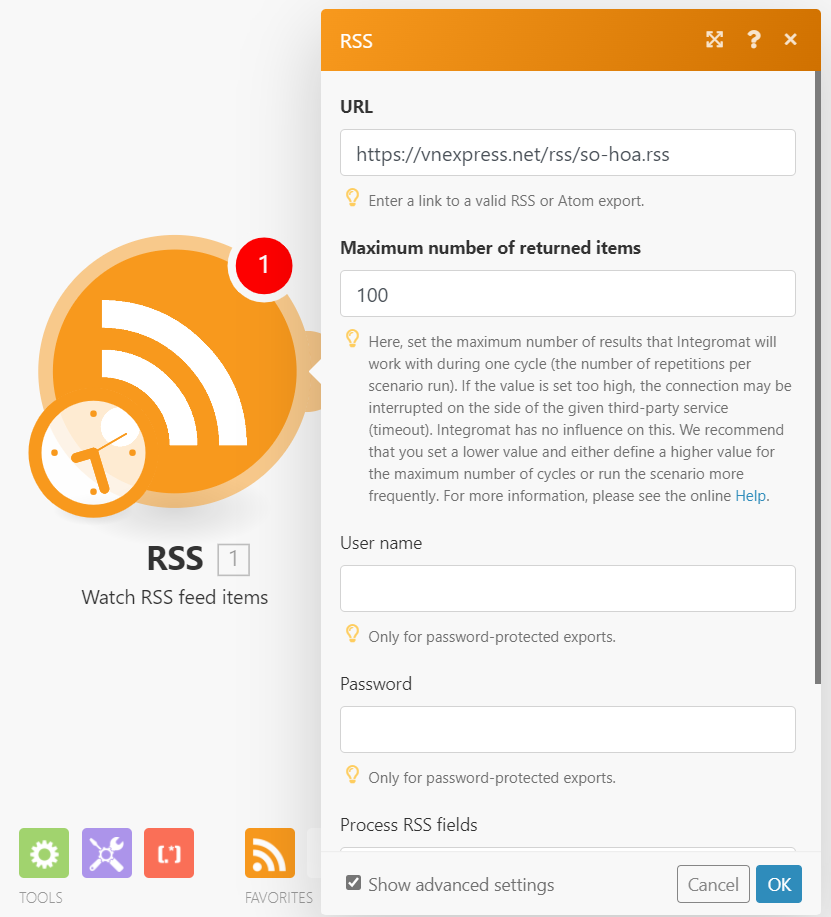 RSS
URL
https://vnexpress.net/rss/so-hoa.rss
Enter a link to a valid RSS or Atom export.
Maximum number of returned items
100
Here, set the maximum number of results that Integromat will
work with during one cycle (the number of repetitions per
scenario run). If the value is set too high, the connection may be
interrupted on the side of the given third-party service
(timeout). Integromat has no influence on this. We recommend
that you set a lower value and either define a higher value for
the maximum number of cycles or run the scenario more
frequently. For more information, please see the online Help.
User name
Only for password-protected exports.
Password
Only for password-protected exports.
Process RSS fields
Show advanced settings
Cancel
OK
1
RSS 1
Watch RSS feed items
[.*]
TOOLS
FAVORITES